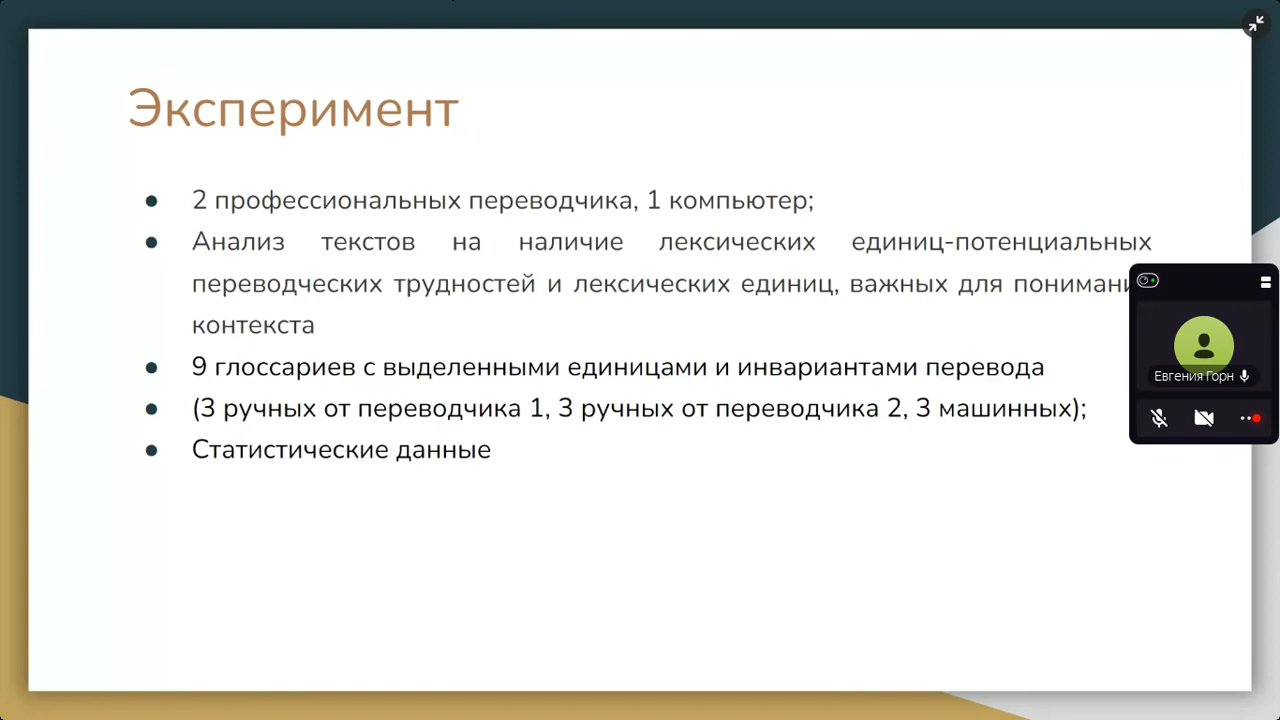 Эксперимент
● 2 профессиональных переводчика, 1 компьютер;
● Анализ текстов на наличие лексических единиц-потенциальных
переводческих трудностей и лексических единиц, важных для
контекста
● 9 глоссариев с выделенными единицами и инвариантами перевода
● (3 ручных от переводчика 1, 3 ручных от переводчика 2, 3 машинных);
● Статистические данные
Евгения Горн